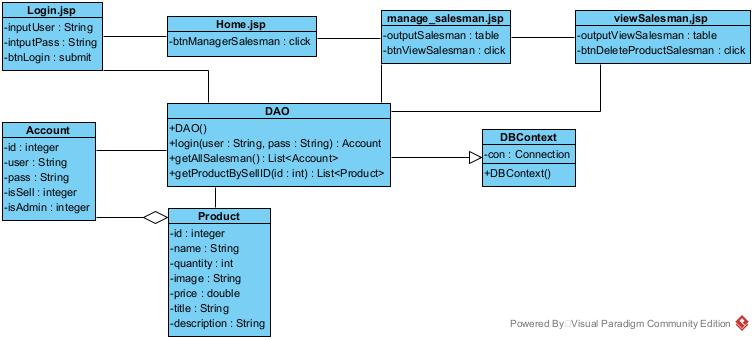 Login.jsp
-inputUser : String
-intputPass : String
-btnLogin : submit
Home.jsp
-btnManagerSalesman : click
manage_salesman.jsp
-outputSalesman : table
-btnViewSalesman : click
viewSalesman,jsp
-outputViewSalesman : table
-btnDeleteProductSalesman : click
DAO
+DAO()
+login(user : String, pass : String) : Account
+getAllSalesman() : List<Account>
+getProductBySellID(id : int) : List<Product>
Account
-id : integer
-user : String
-pass : String
-isSell : integer
-isAdmin : integer
DBContext
-con : Connection
+DBContext()
Product
-id : integer
-name : String
-quantity : int
-image : String
-price : double
-title : String
-description : String
Powered By Visual Paradigm Community Edition